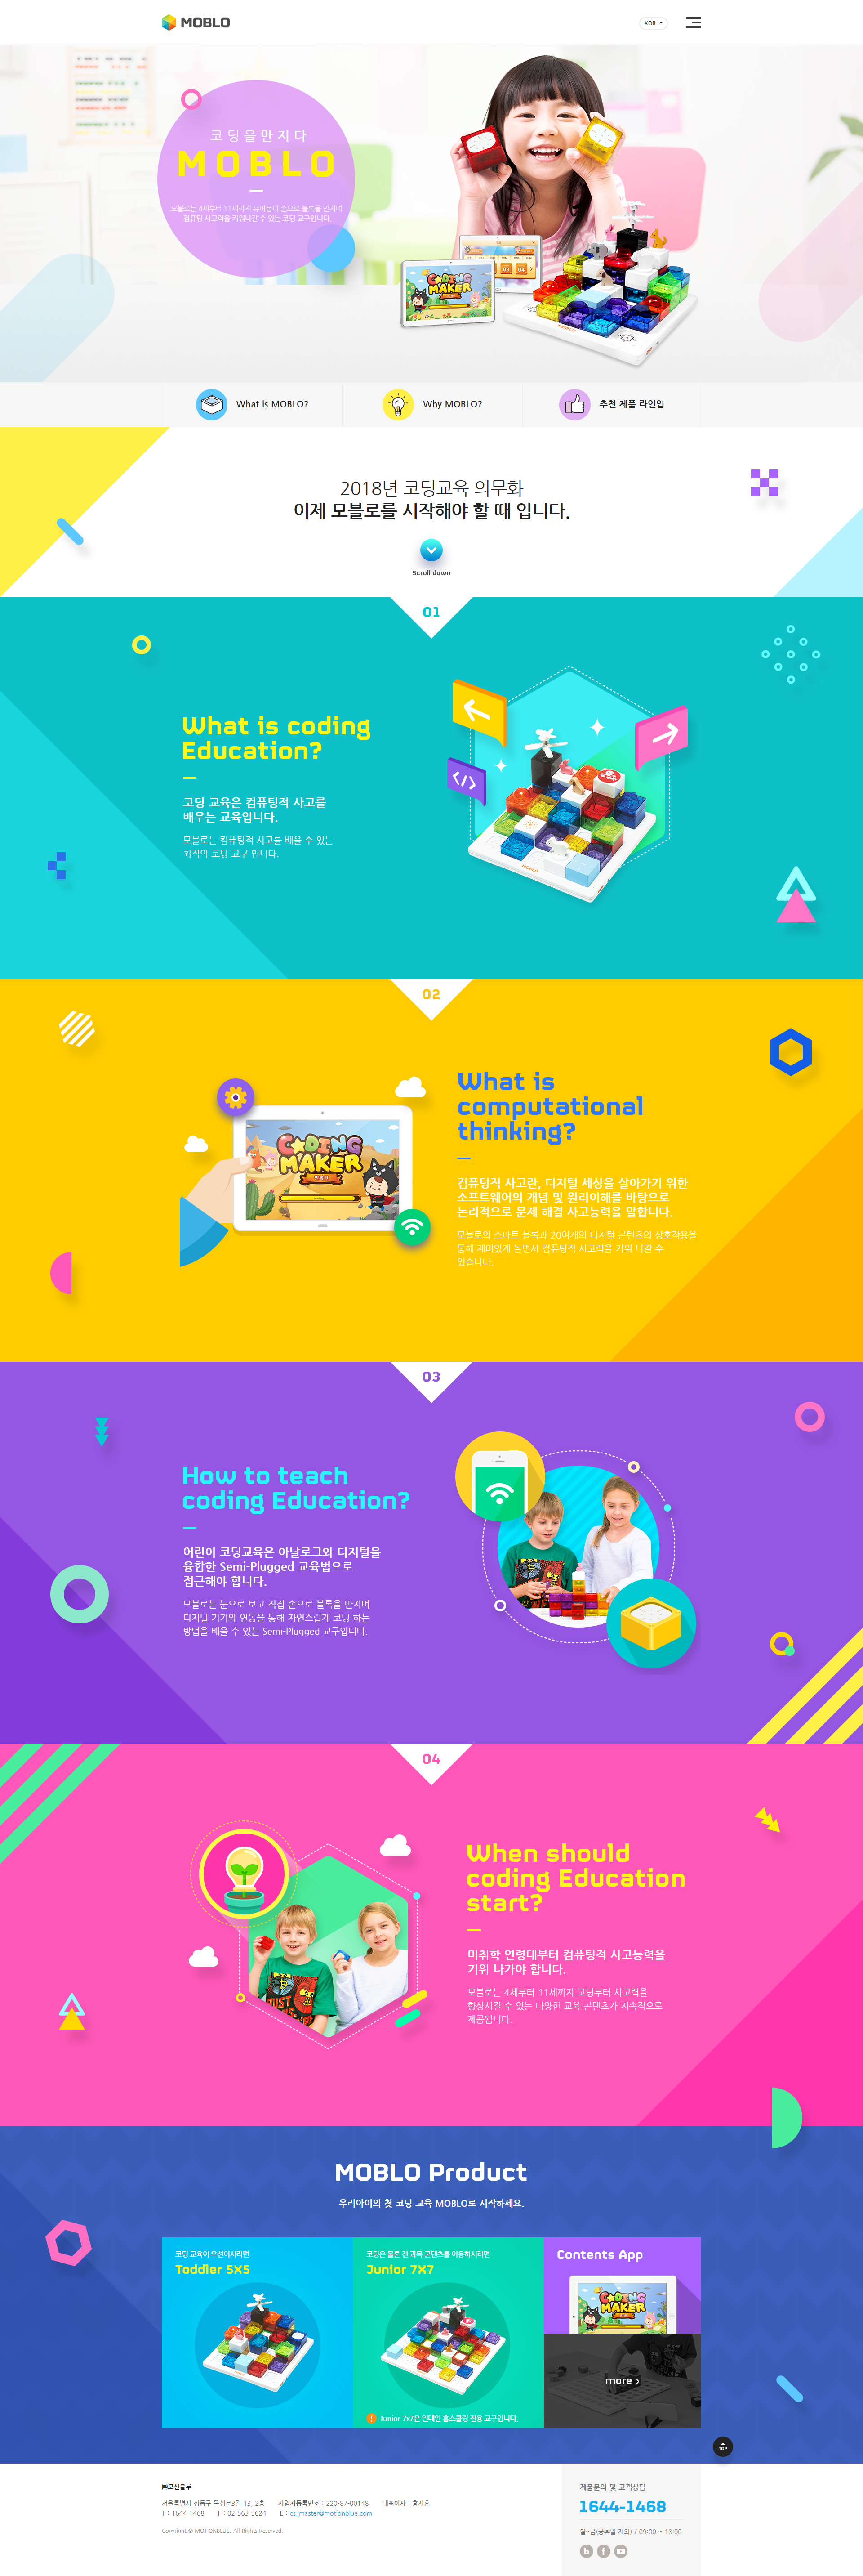 MOBLO
KOR
코딩을 만지다
MOBLO
모블로는 4세부터 11세까지 유아동이 손으로 블록을 만지며
컴퓨팅 사고력을 키워나갈 수 있는 코딩 교구입니다.
CODING
MAKER
What is MOBLO?
Why MOBLO?
추천 제품 라인업
2018년 코딩교육 의무화
이제 모블로를 시작해야 할 때 입니다.
Scroll down
01
What is coding
Education?
코딩 교육은 컴퓨팅적 사고를
배우는 교육입니다.
모블로는 컴퓨팅적 사고를 배울 수 있는
최적의 코딩 교구 입니다.
</>
MOBLO
02
What is
computational
thinking?
컴퓨팅적 사고란, 디지털 세상을 살아가기 위한
소프트웨어의 개념 및 원리이해를 바탕으로
논리적으로 문제 해결 사고능력을 말합니다.
모블로의 스마트 블록과 20여개의 디지털 콘텐츠의 상호작용을
통해 재미있게 놀면서 컴퓨팅적 사고력을 키워 나갈 수
있습니다.
CODING
MAKER
03
How to teach
coding Education?
어린이 코딩교육은 아날로그와 디지털을
융합한 Semi-Plugged 교육법으로
접근해야 합니다.
모블로는 눈으로 보고 직접 손으로 블록을 만지며
디지털 기기와 연동을 통해 자연스럽게 코딩 하는
방법을 배울 수 있는 Semi-Plugged 교구입니다.
04
When should
coding Education
start?
미취학 연령대부터 컴퓨팅적 사고능력을
키워 나가야 합니다.
모블로는 4세부터 11세까지 코딩부터 사고력을
향상시킬 수 있는 다양한 교육 콘텐츠가 지속적으로
제공됩니다.
MOBLO Product
우리아이의 첫 코딩 교육 MOBLO로 시작하세요.
코딩 교육이 우선이시라면
Toddler 5X5
코딩은 물론 전 과목 콘텐츠를 이용하시려면
Junior 7X7
Junior 7x7은 일대일 홈스쿨링 전용 교구입니다.
Contents App
CODING
MAKER
more >
TOP
㈜모션블루
서울특별시 성동구 뚝섬로3길 13, 2층 사업자등록번호 : 220-87-00148 대표이사 : 홍제훈
T : 1644-1468 F : 02-563-5624 E : cs_master@motionblue.com
Copyright © MOTIONBLUE. All Rights Reserved.
제품문의 및 고객상담
1644-1468
월~금(공휴일 제외) / 09:00 ~ 18:00